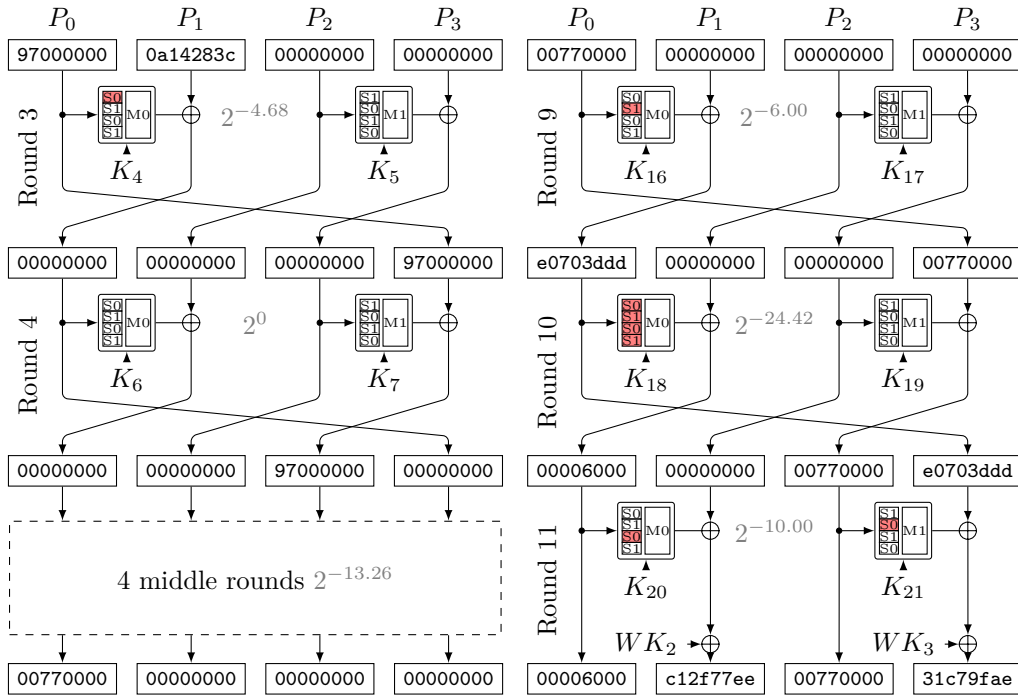 P0 P1 P2 P3
97000000 0a14283c 00000000 00000000
Round 3
S0 S1 S0 S1 M0 2^{-4.68} S1 S0 S1 S0 M1
K4 K5
00000000 00000000 00000000 97000000
Round 4
S0 S1 S0 S1 M0 2^0 S1 S0 S1 S0 M1
K6 K7
00000000 00000000 97000000 00000000
4 middle rounds 2^{-13.26}
00770000 00000000 00000000 00000000
P0 P1 P2 P3
00770000 00000000 00000000 00000000
Round 9
S0 S1 S0 S1 M0 2^{-6.00} S1 S0 S1 S0 M1
K16 K17
e0703ddd 00000000 00000000 00770000
Round 10
S0 S1 S0 S1 M0 2^{-24.42} S1 S0 S1 S0 M1
K18 K19
00006000 00000000 00770000 e0703ddd
Round 11
S0 S1 S0 S1 M0 2^{-10.00} S1 S0 S1 S0 M1
K20 K21
WK2 WK3
00006000 c12f77ee 00770000 31c79fae